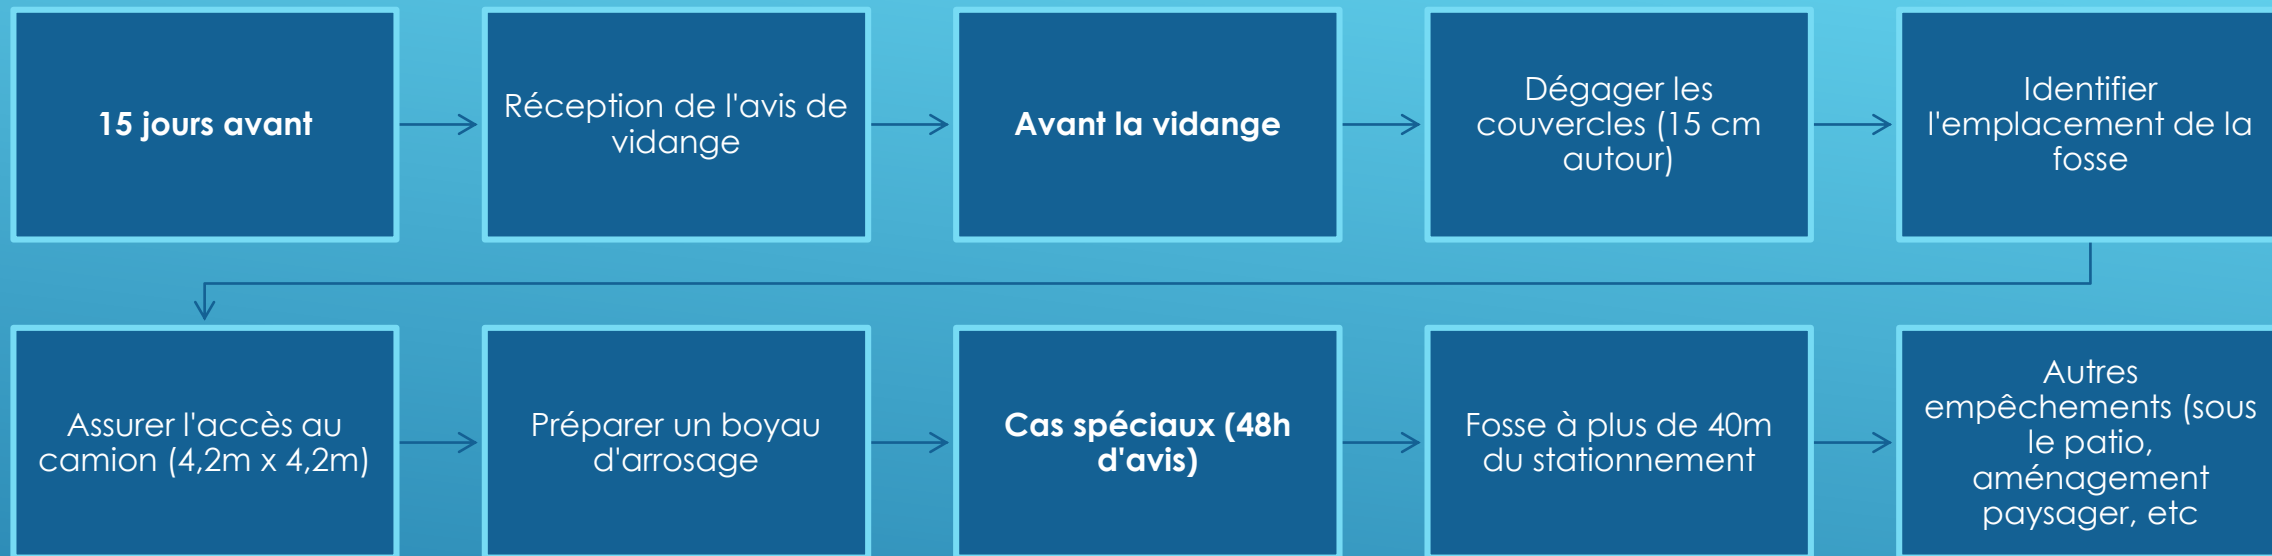 15 jours avant
Réception de l'avis de
vidange
Avant la vidange
Dégager les
couvercles (15 cm
autour)
Identifier
l'emplacement de la
fosse
Assurer l'accès au
camion (4,2m x 4,2m)
Préparer un boyau
d'arrosage
Cas spéciaux (48h
d'avis)
Fosse à plus de 40m
du stationnement
Autres
empêchements (sous
le patio,
aménagement
paysager, etc